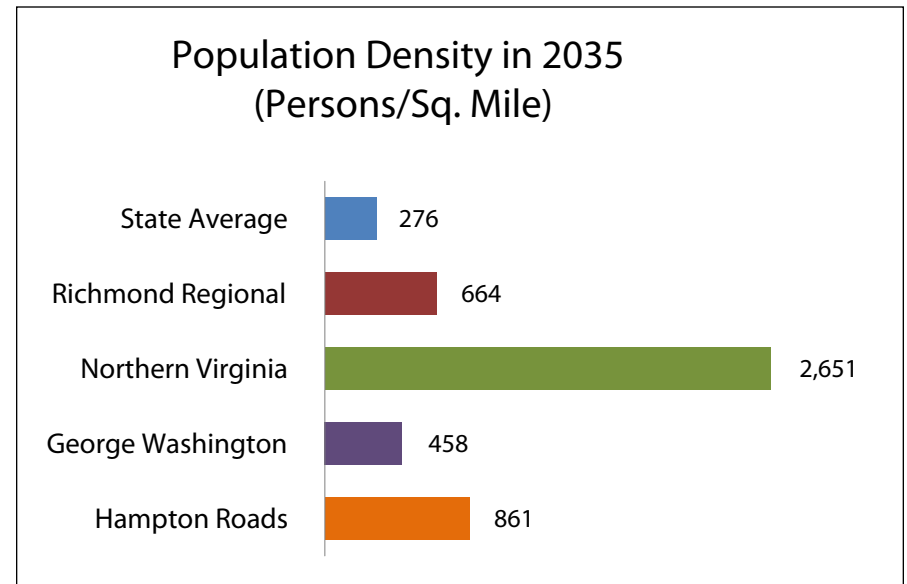 Population Density in 2035
(Persons/Sq. Mile)
State Average 276
Richmond Regional 664
Northern Virginia 2,651
George Washington 458
Hampton Roads 861